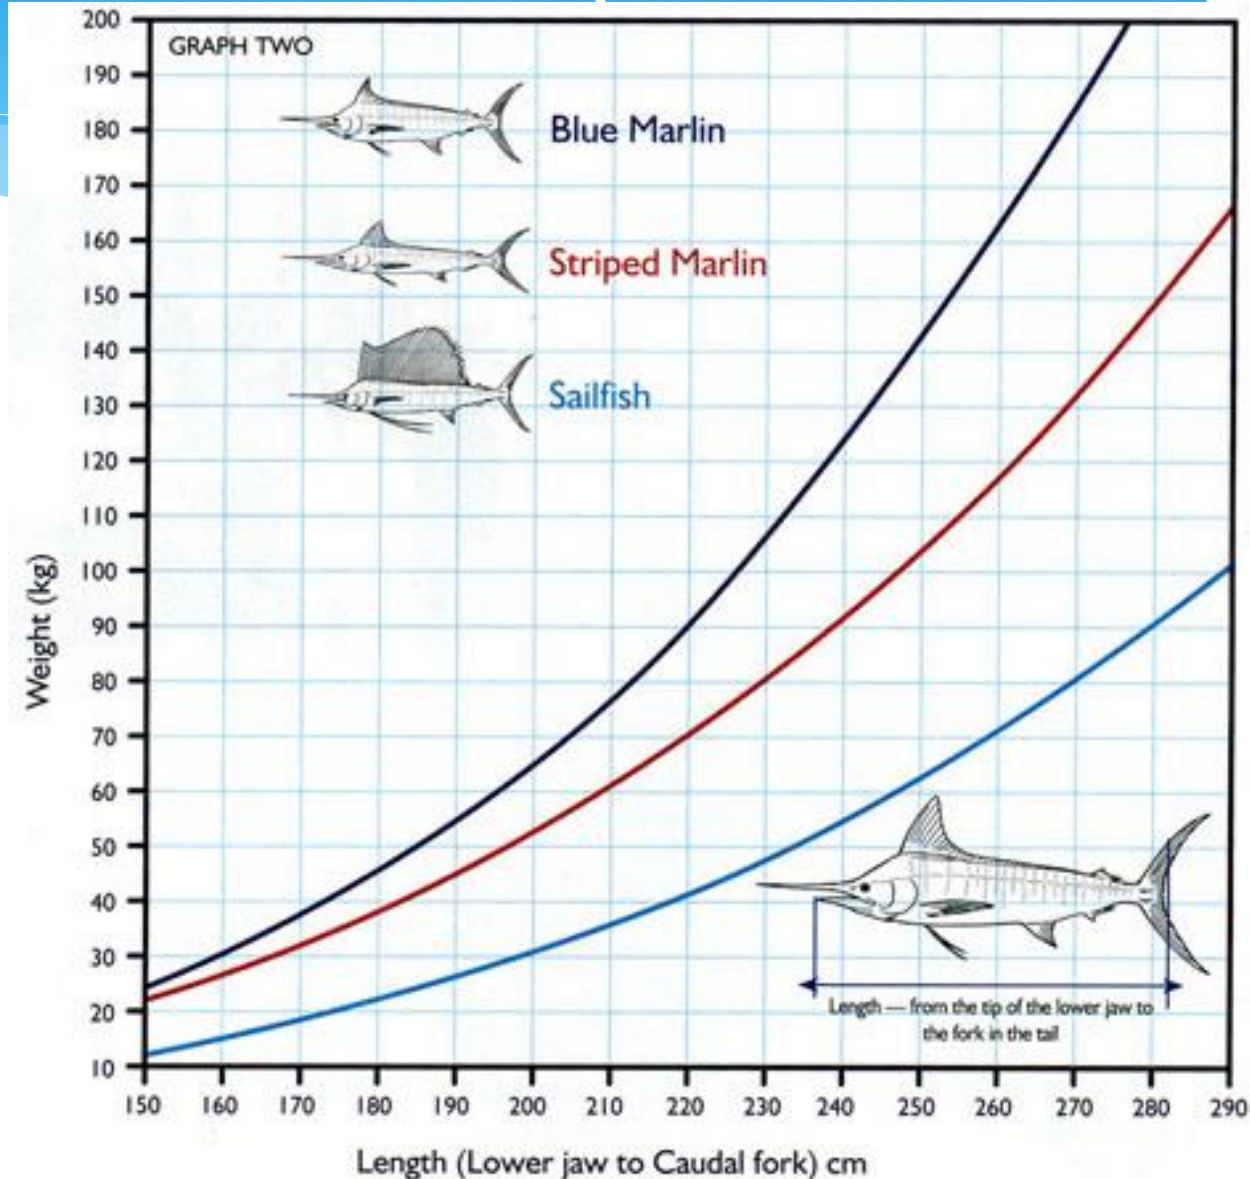 GRAPH TWO
Blue Marlin
Striped Marlin
Sailfish
Weight (kg)
200
190
180
170
160
150
140
130
120
110
100
90
80
70
60
50
40
30
20
10
Length — from the tip of the lower jaw to
the fork in the tail
150 160 170 180 190 200 210 220 230 240 250 260 270 280 290
Length (Lower jaw to Caudal fork) cm